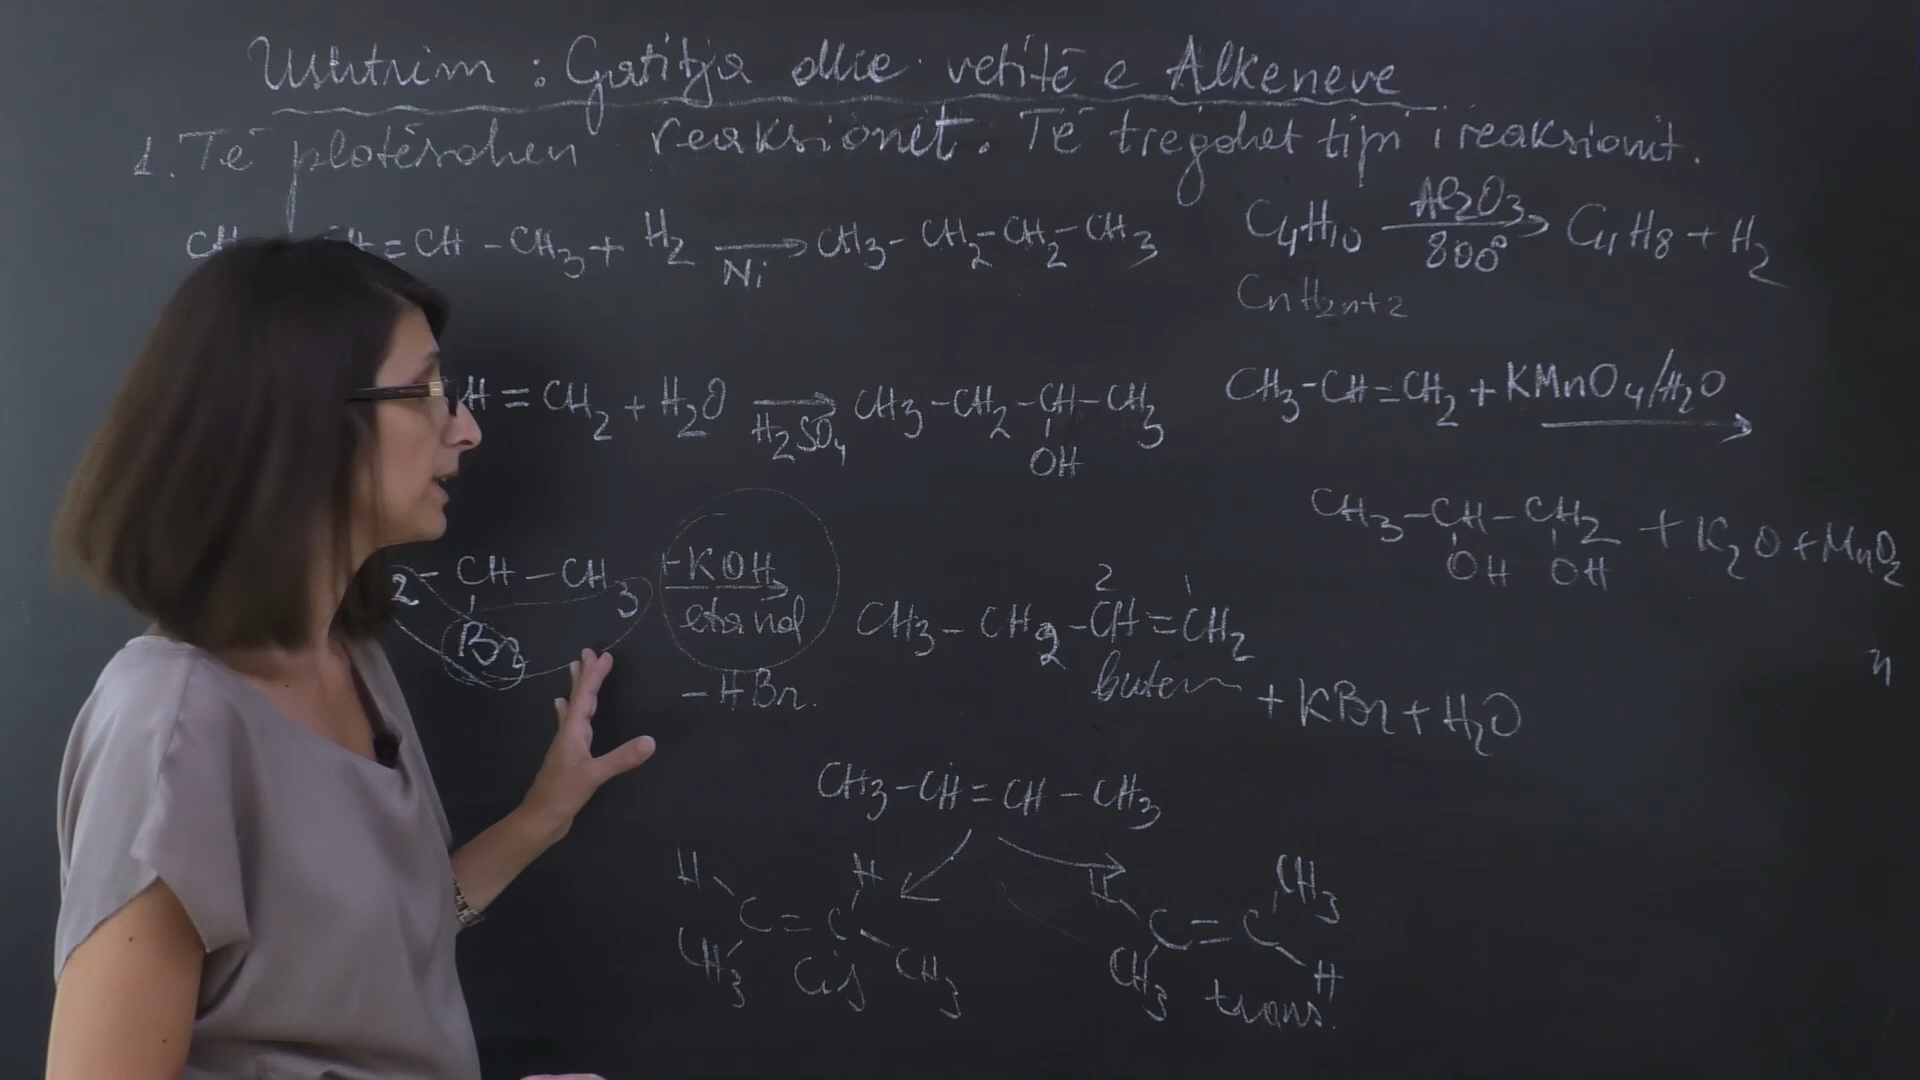 Ushtrim : Gatitja dhe vetitë e Alkeneve
1. Të plotësohen reaksionet. Të tregohet tipi i reaksionit.
CH = CH - CH3 + H2 → Ni CH3 - CH2 - CH2 - CH3
C4H10 → Al2O3 800° C4H8 + H2
CnH2n+2
H = CH2 + H2O → H2SO4 CH3 - CH2 - CH - CH3
OH
CH3 - CH = CH2 + KMnO4/H2O →
CH3 - CH - CH2 + K2O + MnO2
OH OH
2 - CH - CH3 + KOH → etanol
Br
- HBr.
2 1
CH3 - CH2 - CH = CH2
buten
+ KBr + H2O
n
CH3 - CH = CH - CH3
H H
C = C
CH3 CH3
Cis
H CH3
C = C
CH3 H
trans.